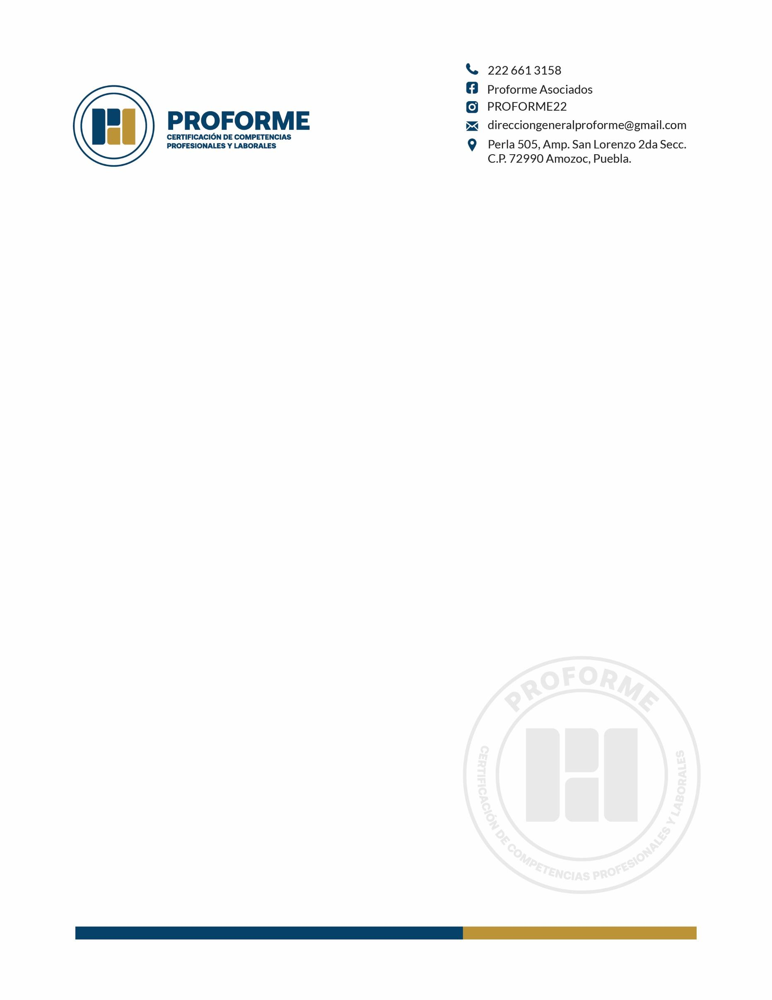 PROFORME
CERTIFICACIÓN DE COMPETENCIAS
PROFESIONALES Y LABORALES
222 661 3158
Proforme Asociados
PROFORME22
direcciongeneralproforme@gmail.com
Perla 505, Amp. San Lorenzo 2da Secc.
C.P. 72990 Amozoc, Puebla.
PROFORME
CERTIFICACIÓN DE COMPETENCIAS PROFESIONALES Y LABORALES